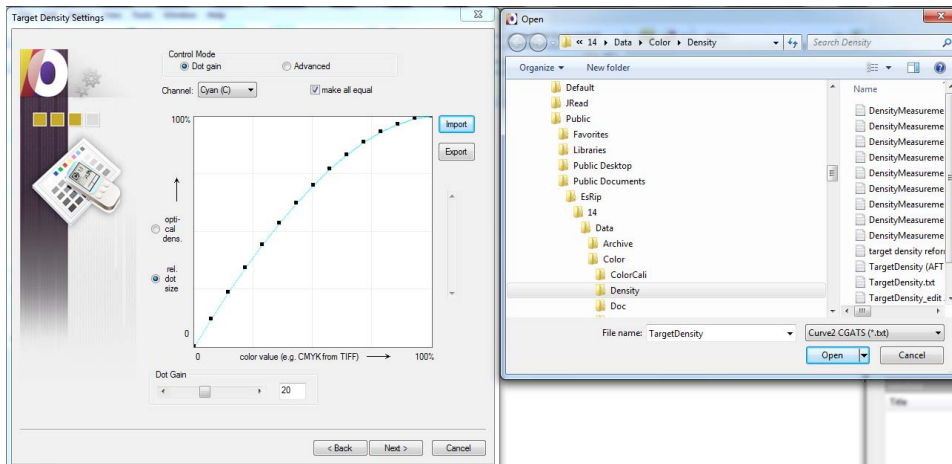 Target Density Settings
Control Mode
Dot gain
Advanced
Channel: Cyan (C)
make all equal
100%
Import
Export
opti-
cal
dens.
rel.
dot
size
0
0
color value (e.g. CMYK from TIFF)
100%
Dot Gain
20
< Back
Next >
Cancel
Open
« 14 ▸ Data ▸ Color ▸ Density
Search Density
Organize
New folder
Default
JRead
Public
Favorites
Libraries
Public Desktop
Public Documents
EsRip
14
Data
Archive
Color
ColorCali
Density
Doc
Name
DensityMeasureme
DensityMeasureme
DensityMeasureme
DensityMeasureme
DensityMeasureme
DensityMeasureme
DensityMeasureme
DensityMeasureme
DensityMeasureme
target density refor
TargetDensity (AFT
TargetDensity.txt
TargetDensity_edit
File name: TargetDensity
Curve2 CGATS (*.txt)
Open
Cancel
Title